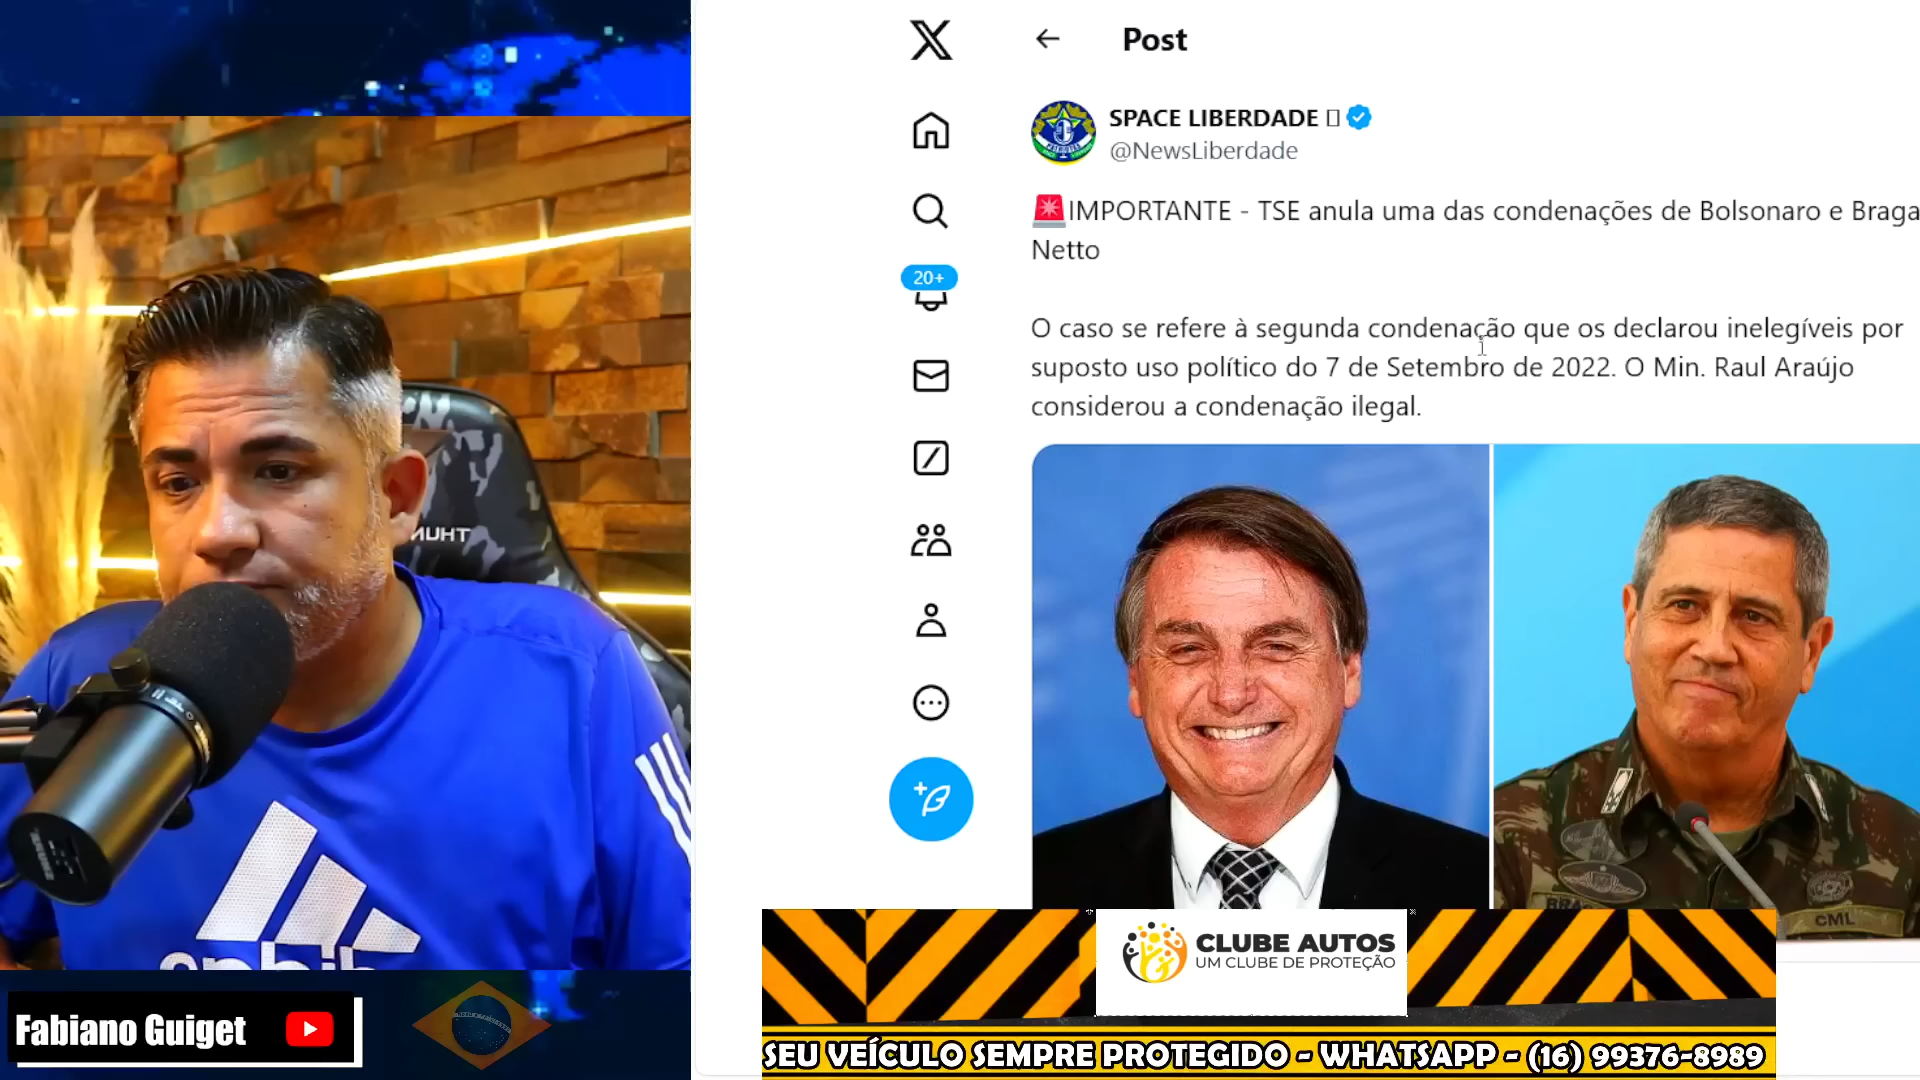 Post
SPACE LIBERDADE
@NewsLiberdade
IMPORTANTE - TSE anula uma das condenações de Bolsonaro e Braga
Netto
20+
O caso se refere à segunda condenação que os declarou inelegíveis por
suposto uso político do 7 de Setembro de 2022. O Min. Raul Araújo
considerou a condenação ilegal.
THUN
CML
CLUBE AUTOS
UM CLUBE DE PROTEÇÃO
Fabiano Guiget
SEU VEÍCULO SEMPRE PROTEGIDO - WHATSAPP - (16) 99376-8989